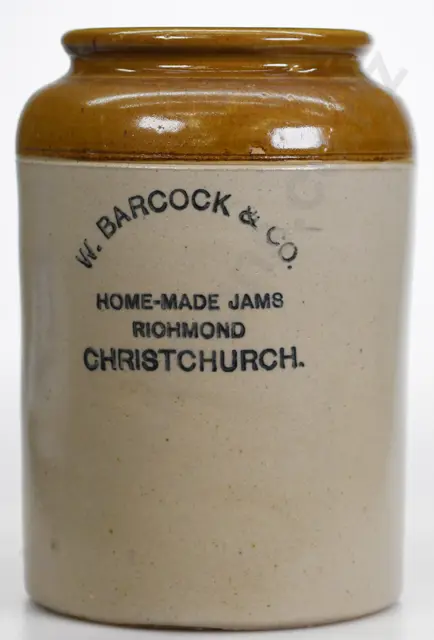 W. BARCOCK & CO.
HOME-MADE JAMS
RICHMOND
CHRISTCHURCH.